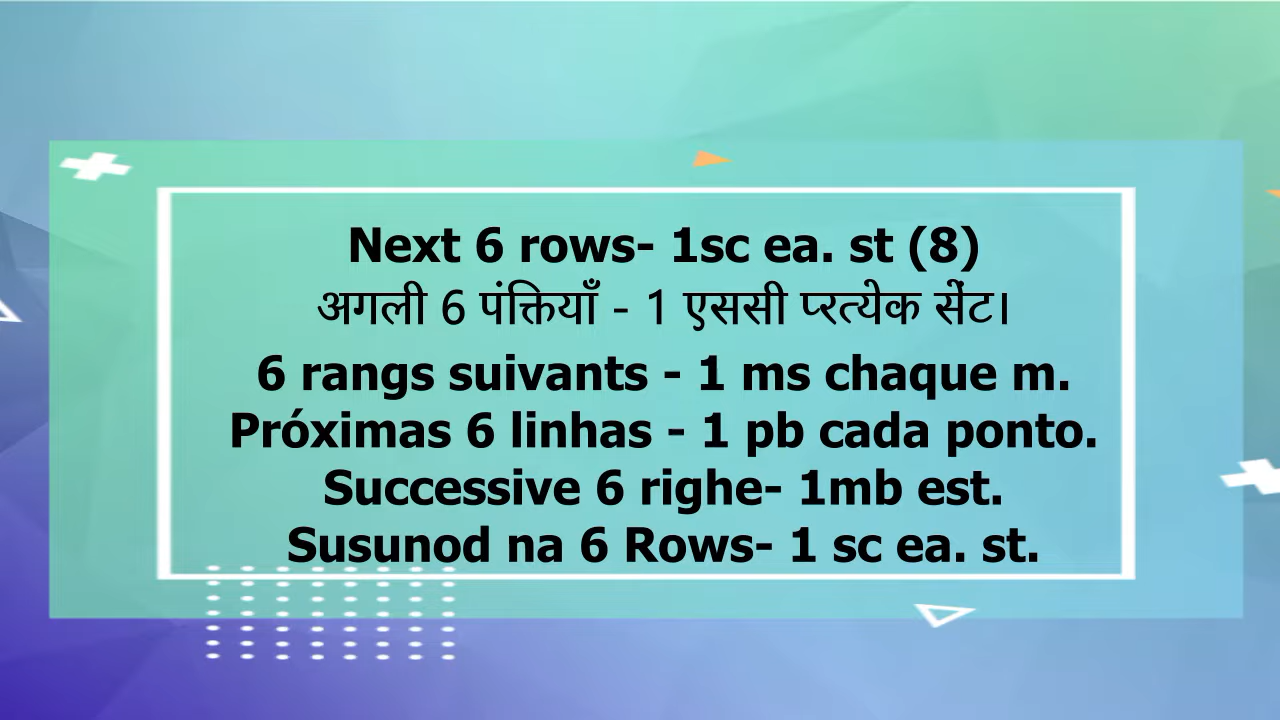 Next 6 rows- 1sc ea. st (8)
अगली 6 पंक्तियाँ - 1 एससी प्रत्येक सेंट।
6 rangs suivants - 1 ms chaque m.
Próximas 6 linhas - 1 pb cada ponto.
Successive 6 righe- 1mb est.
Susunod na 6 Rows- 1 sc ea. st.